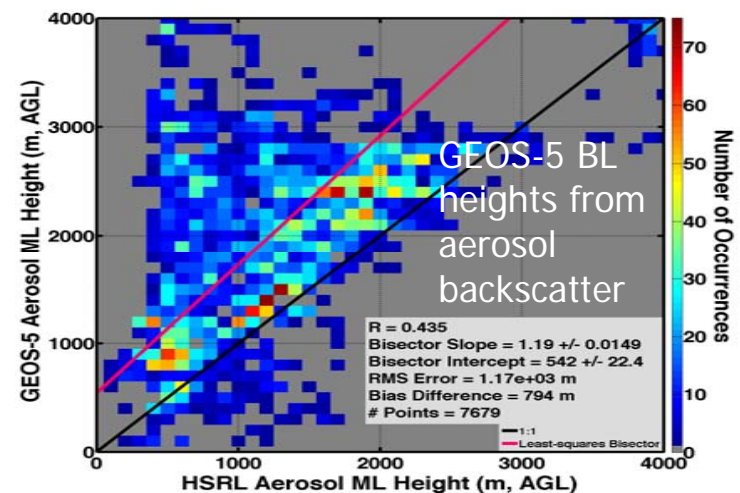 4000
3000
2000
1000
0
GEOS-5 Aerosol ML Height (m, AGL)
GEOS-5 BL
heights from
aerosol
backscatter
R = 0.435
Bisector Slope = 1.19 +/- 0.0149
Bisector Intercept = 542 +/- 22.4
RMS Error = 1.17e+03 m
Bias Difference = 794 m
# Points = 7679
1:1
Least-squares Bisector
0
1000
2000
3000
4000
HSRL Aerosol ML Height (m, AGL)
70
60
50
40
30
20
10
0
Number of Occurrences